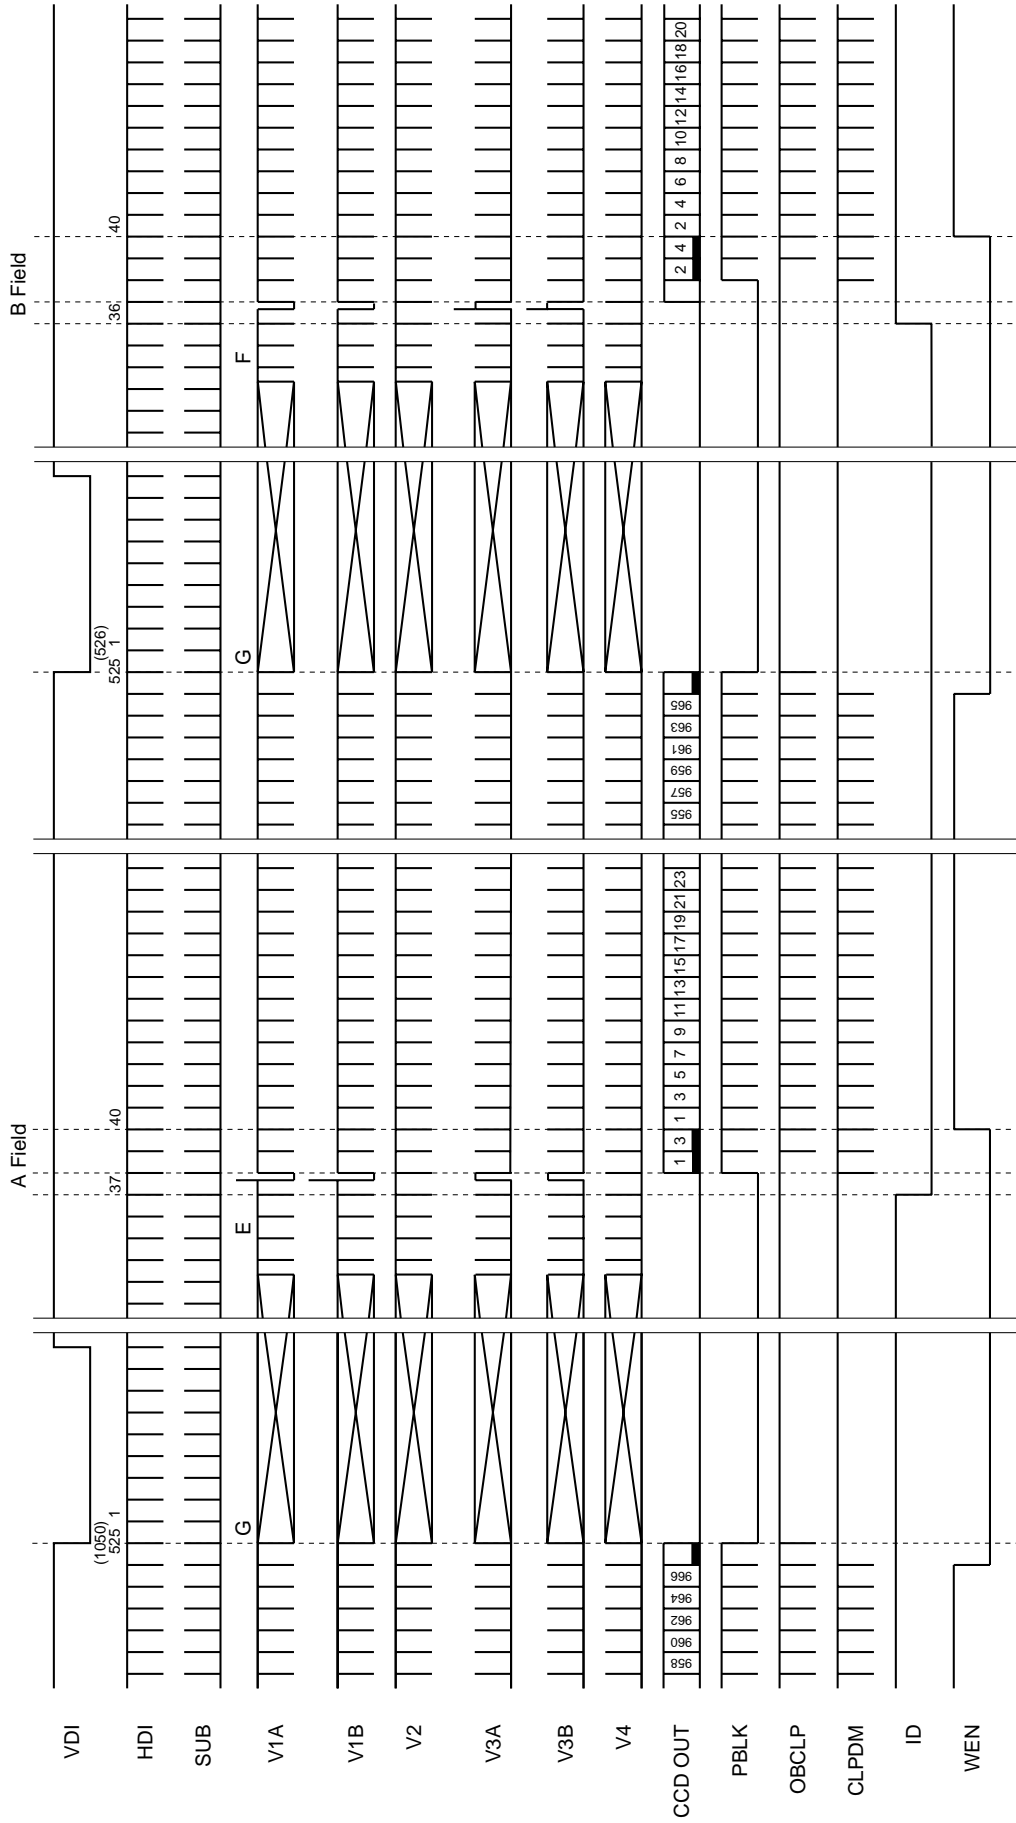 A Field B Field
VDI
(1050) (526)
525 1 37 40 525 1 36 40
HDI
SUB
G E G F
V1A
V1B
V2
V3A
V3B
V4
CCD OUT 958 960 962 964 966 1 3 1 3 5 7 9 11 13 15 17 19 21 23 955 957 959 961 963 965 2 4 2 4 6 8 10 12 14 16 18 20
PBLK
OBCLP
CLPDM
ID
WEN